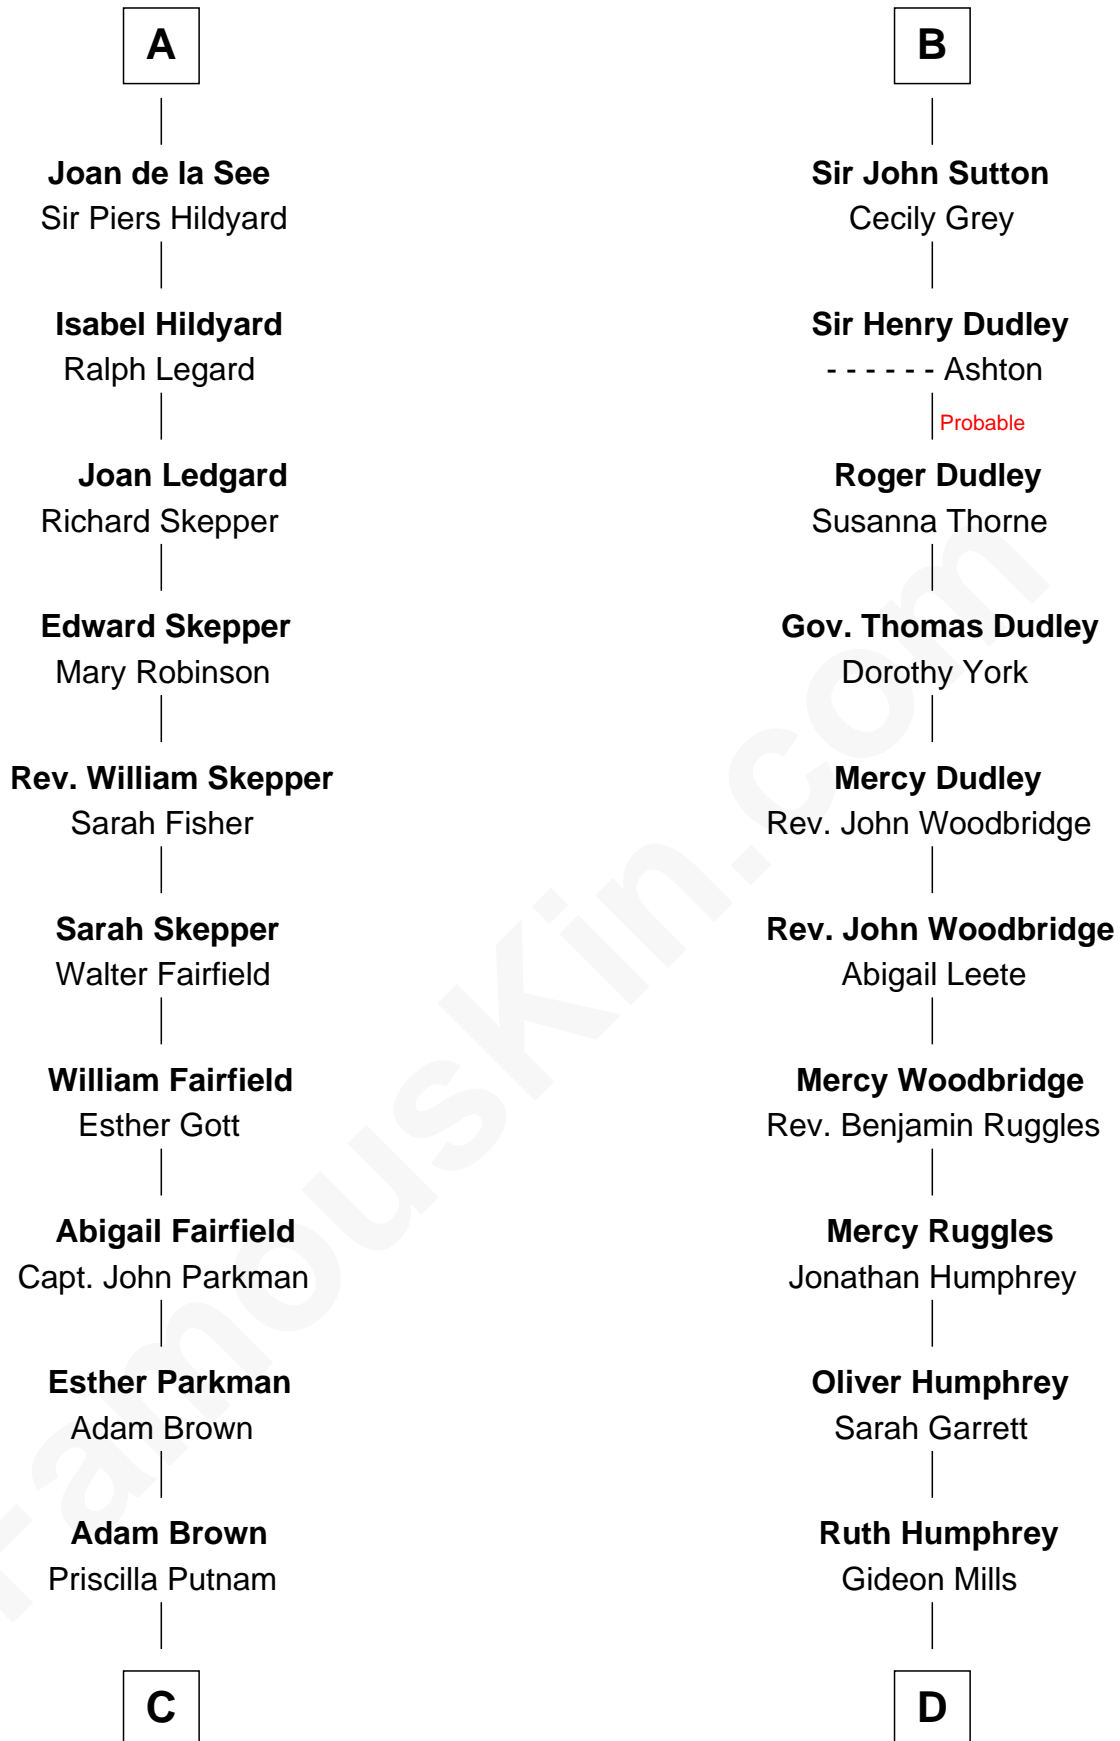 A
Joan de la See
Sir Piers Hildyard
Isabel Hildyard
Ralph Legard
Joan Ledgard
Richard Skepper
Edward Skepper
Mary Robinson
Rev. William Skepper
Sarah Fisher
Sarah Skepper
Walter Fairfield
William Fairfield
Esther Gott
Abigail Fairfield
Capt. John Parkman
Esther Parkman
Adam Brown
Adam Brown
Priscilla Putnam
C
B
Sir John Sutton
Cecily Grey
Sir Henry Dudley
- - - - - - Ashton
Probable
Roger Dudley
Susanna Thorne
Gov. Thomas Dudley
Dorothy York
Mercy Dudley
Rev. John Woodbridge
Rev. John Woodbridge
Abigail Leete
Mercy Woodbridge
Rev. Benjamin Ruggles
Mercy Ruggles
Jonathan Humphrey
Oliver Humphrey
Sarah Garrett
Ruth Humphrey
Gideon Mills
D
FamousKin.com